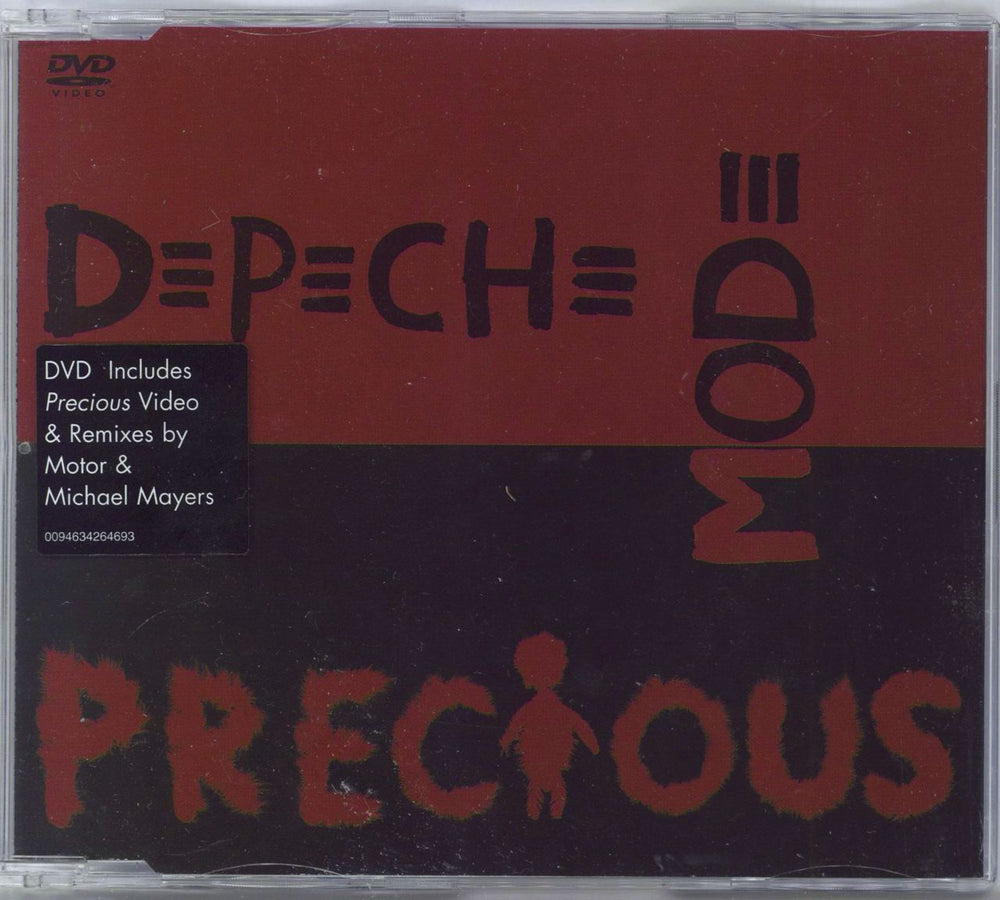 DVD
VIDEO
DEPECHE
MODE
DVD Includes
Precious Video
& Remixes by
Motor &
Michael Mayers
0094634264693
PRECIOUS